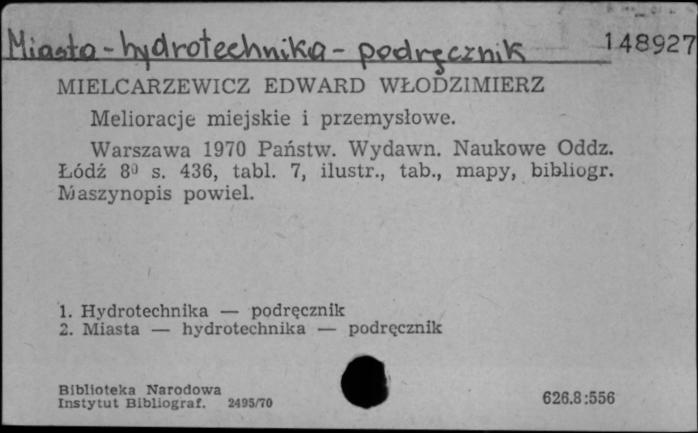 Miasta - hydrotechnika - podręcznik 148927
MIELCARZEWICZ EDWARD WŁODZIMIERZ
Melioracje miejskie i przemysłowe.
Warszawa 1970 Państw. Wydawn. Naukowe Oddz.
Łódź 8⁰ s. 436, tabl. 7, ilustr., tab., mapy, bibliogr.
Maszynopis powiel.
1. Hydrotechnika — podręcznik
2. Miasta — hydrotechnika — podręcznik
Biblioteka Narodowa
Instytut Bibliograf. 2495/70
626.8:556